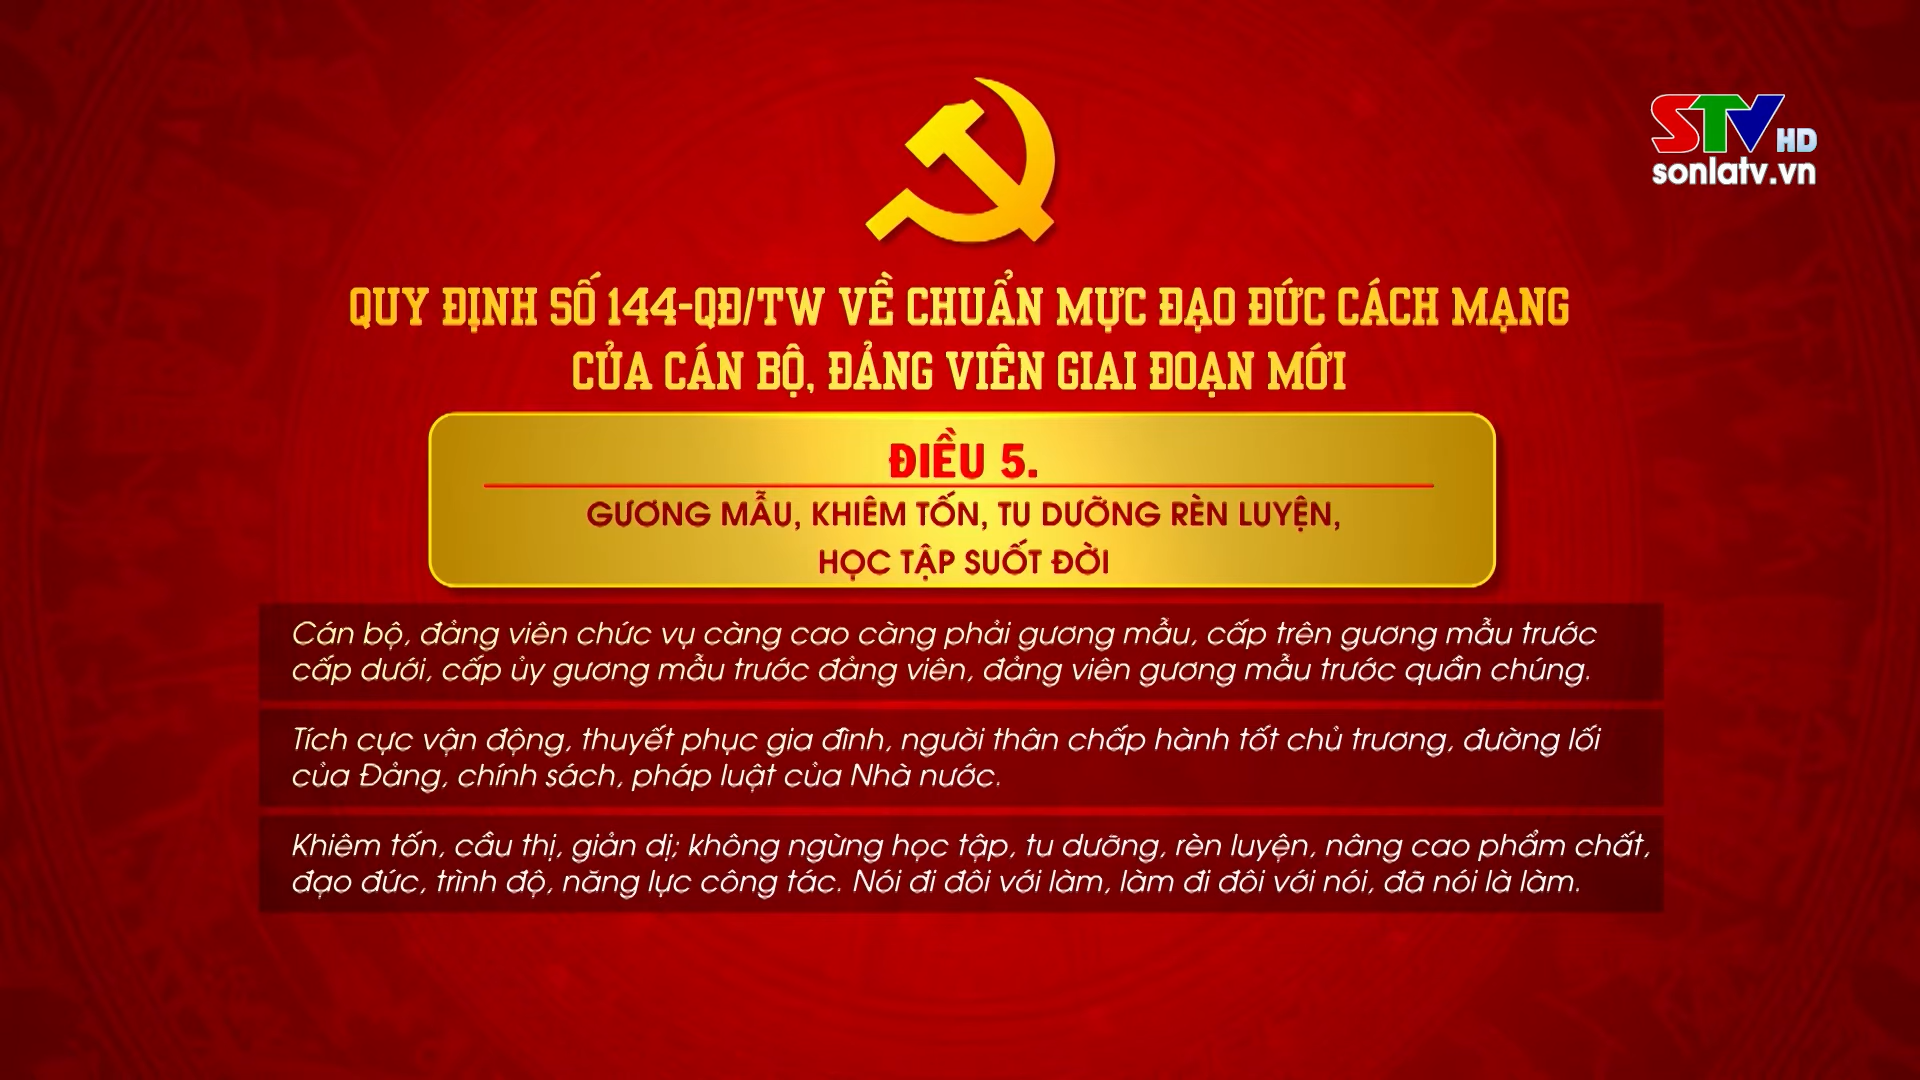 STV HD
sonlatv.vn
QUY ĐỊNH SỐ 144-QĐ/TW VỀ CHUẨN MỰC ĐẠO ĐỨC CÁCH MẠNG
CỦA CÁN BỘ, ĐẢNG VIÊN GIAI ĐOẠN MỚI
ĐIỀU 5.
GƯƠNG MẪU, KHIÊM TỐN, TU DƯỠNG RÈN LUYỆN,
HỌC TẬP SUỐT ĐỜI
Cán bộ, đảng viên chức vụ càng cao càng phải gương mẫu, cấp trên gương mẫu trước
cấp dưới, cấp ủy gương mẫu trước đảng viên, đảng viên gương mẫu trước quần chúng.
Tích cực vận động, thuyết phục gia đình, người thân chấp hành tốt chủ trương, đường lối
của Đảng, chính sách, pháp luật của Nhà nước.
Khiêm tốn, cầu thị, giản dị; không ngừng học tập, tu dưỡng, rèn luyện, nâng cao phẩm chất,
đạo đức, trình độ, năng lực công tác. Nói đi đôi với làm, làm đi đôi với nói, đã nói là làm.